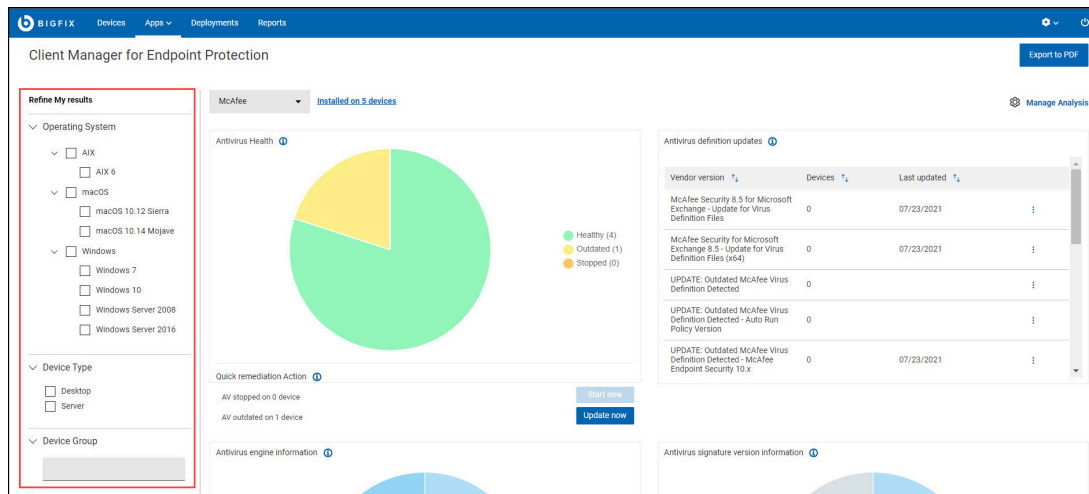 BIGFIX Devices Apps Deployments Reports
Client Manager for Endpoint Protection
Export to PDF
Refine My results
Operating System
AIX
AIX 6
macOS
macOS 10.12 Sierra
macOS 10.14 Mojave
Windows
Windows 7
Windows 10
Windows Server 2008
Windows Server 2016
Device Type
Desktop
Server
Device Group
McAfee Installed on 5 devices
Manage Analysis
Antivirus Health
Healthy (4)
Outdated (1)
Stopped (0)
Quick remediation Action
AV stopped on 0 device Start now
AV outdated on 1 device Update now
Antivirus definition updates
Vendor version Devices Last updated
McAfee Security 8.5 for Microsoft
Exchange - Update for Virus 0 07/23/2021
Definition Files
McAfee Security for Microsoft
Exchange 8.5 - Update for Virus 0 07/23/2021
Definition Files (x64)
UPDATE: Outdated McAfee Virus
Definition Detected 0
UPDATE: Outdated McAfee Virus
Definition Detected - Auto Run 0
Policy Version
UPDATE: Outdated McAfee Virus
Definition Detected - McAfee 0 07/23/2021
Endpoint Security 10.x
Antivirus engine information
Antivirus signature version information